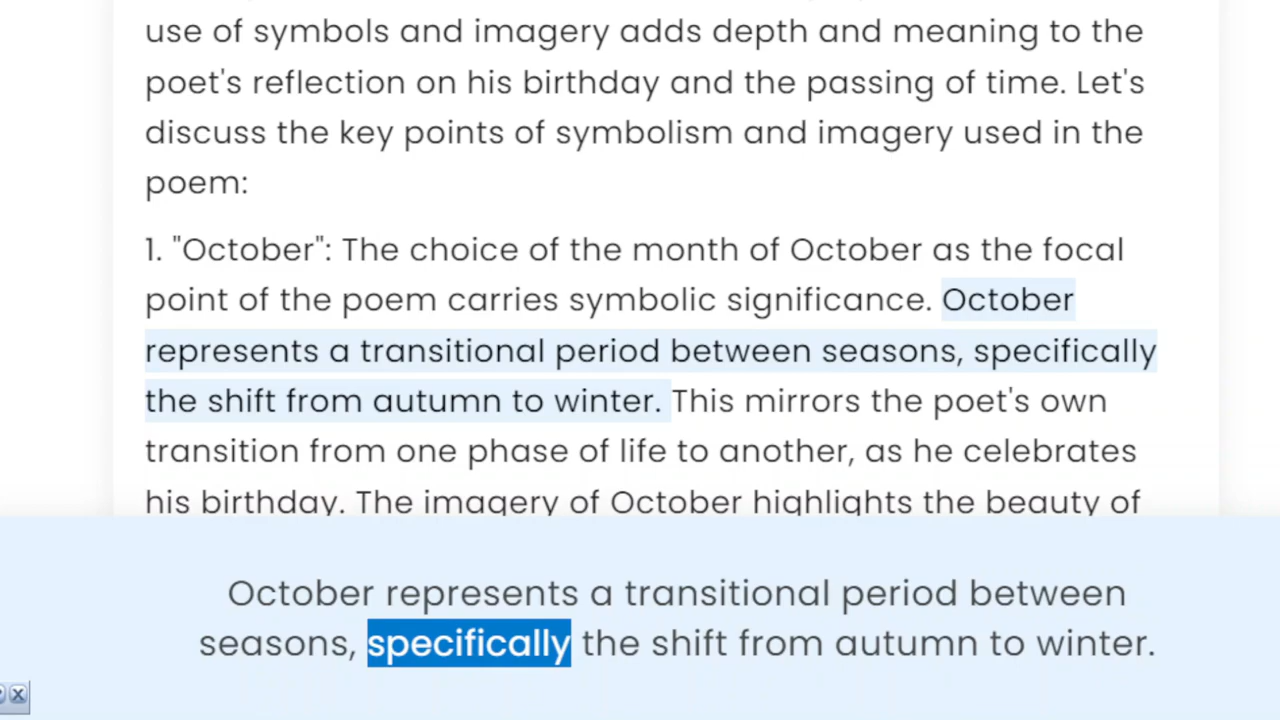 use of symbols and imagery adds depth and meaning to the
poet's reflection on his birthday and the passing of time. Let's
discuss the key points of symbolism and imagery used in the
poem:
1. "October": The choice of the month of October as the focal
point of the poem carries symbolic significance. October
represents a transitional period between seasons, specifically
the shift from autumn to winter. This mirrors the poet's own
transition from one phase of life to another, as he celebrates
his birthday. The imagery of October highlights the beauty of
October represents a transitional period between
seasons, specifically the shift from autumn to winter.